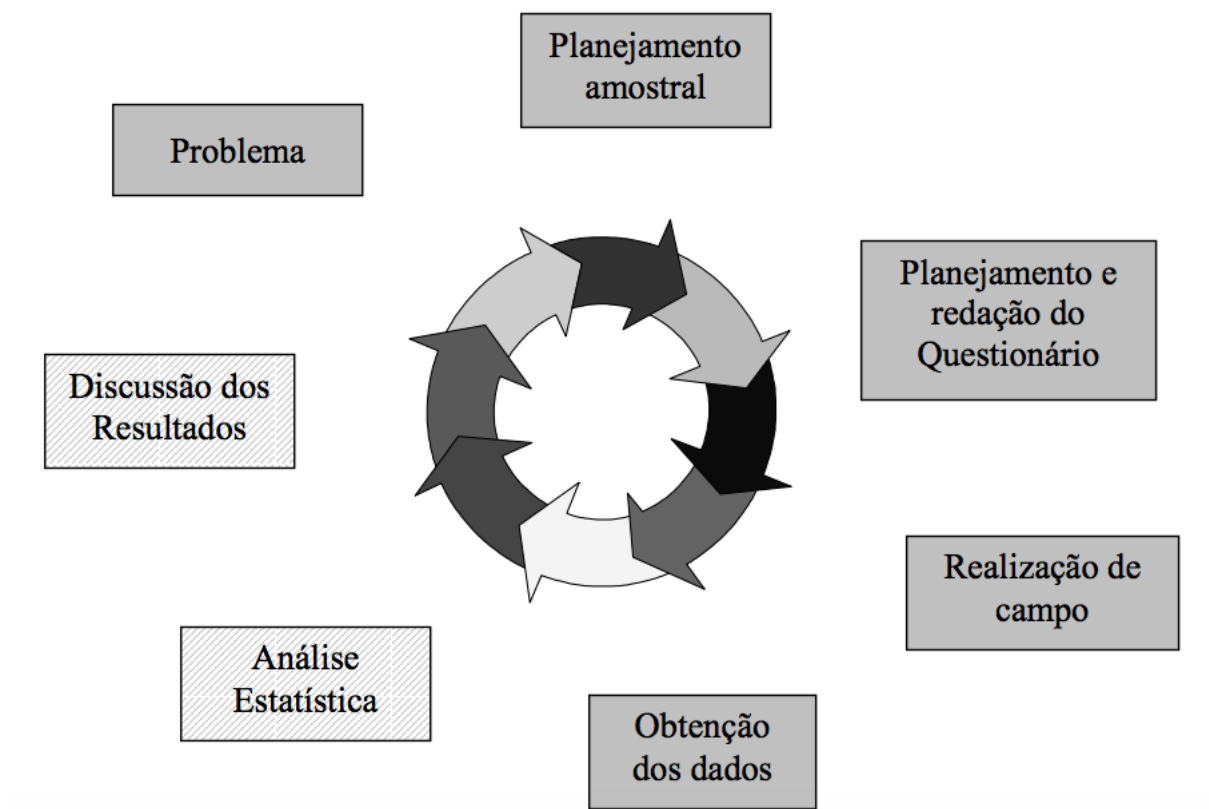 Planejamento
amostral
Problema
Planejamento e
redação do
Questionário
Discussão dos
Resultados
Realização de
campo
Análise
Estatística
Obtenção
dos dados